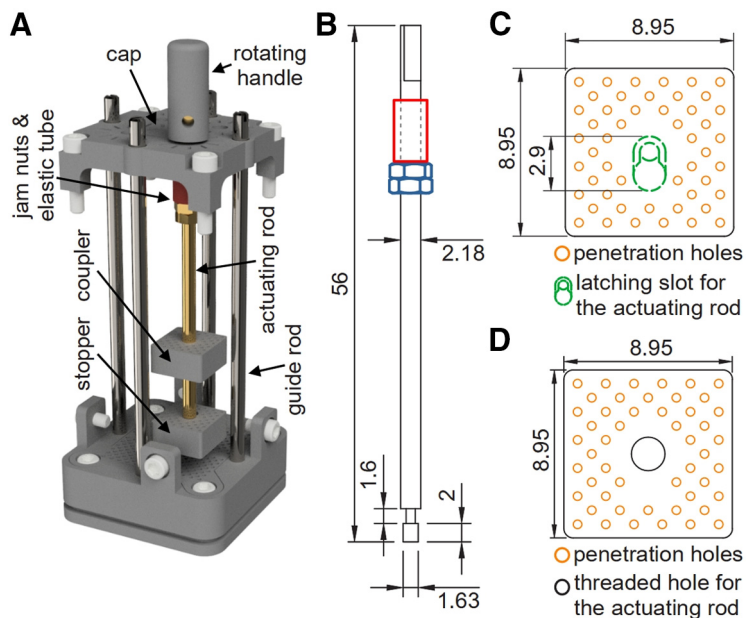 A
cap
rotating
handle
jam nuts &
elastic tube
coupler
stopper
actuating rod
guide rod
B
56
2.18
1.6
2
1.63
C
8.95
8.95
2.9
penetration holes
latching slot for
the actuating rod
D
8.95
8.95
penetration holes
threaded hole for
the actuating rod